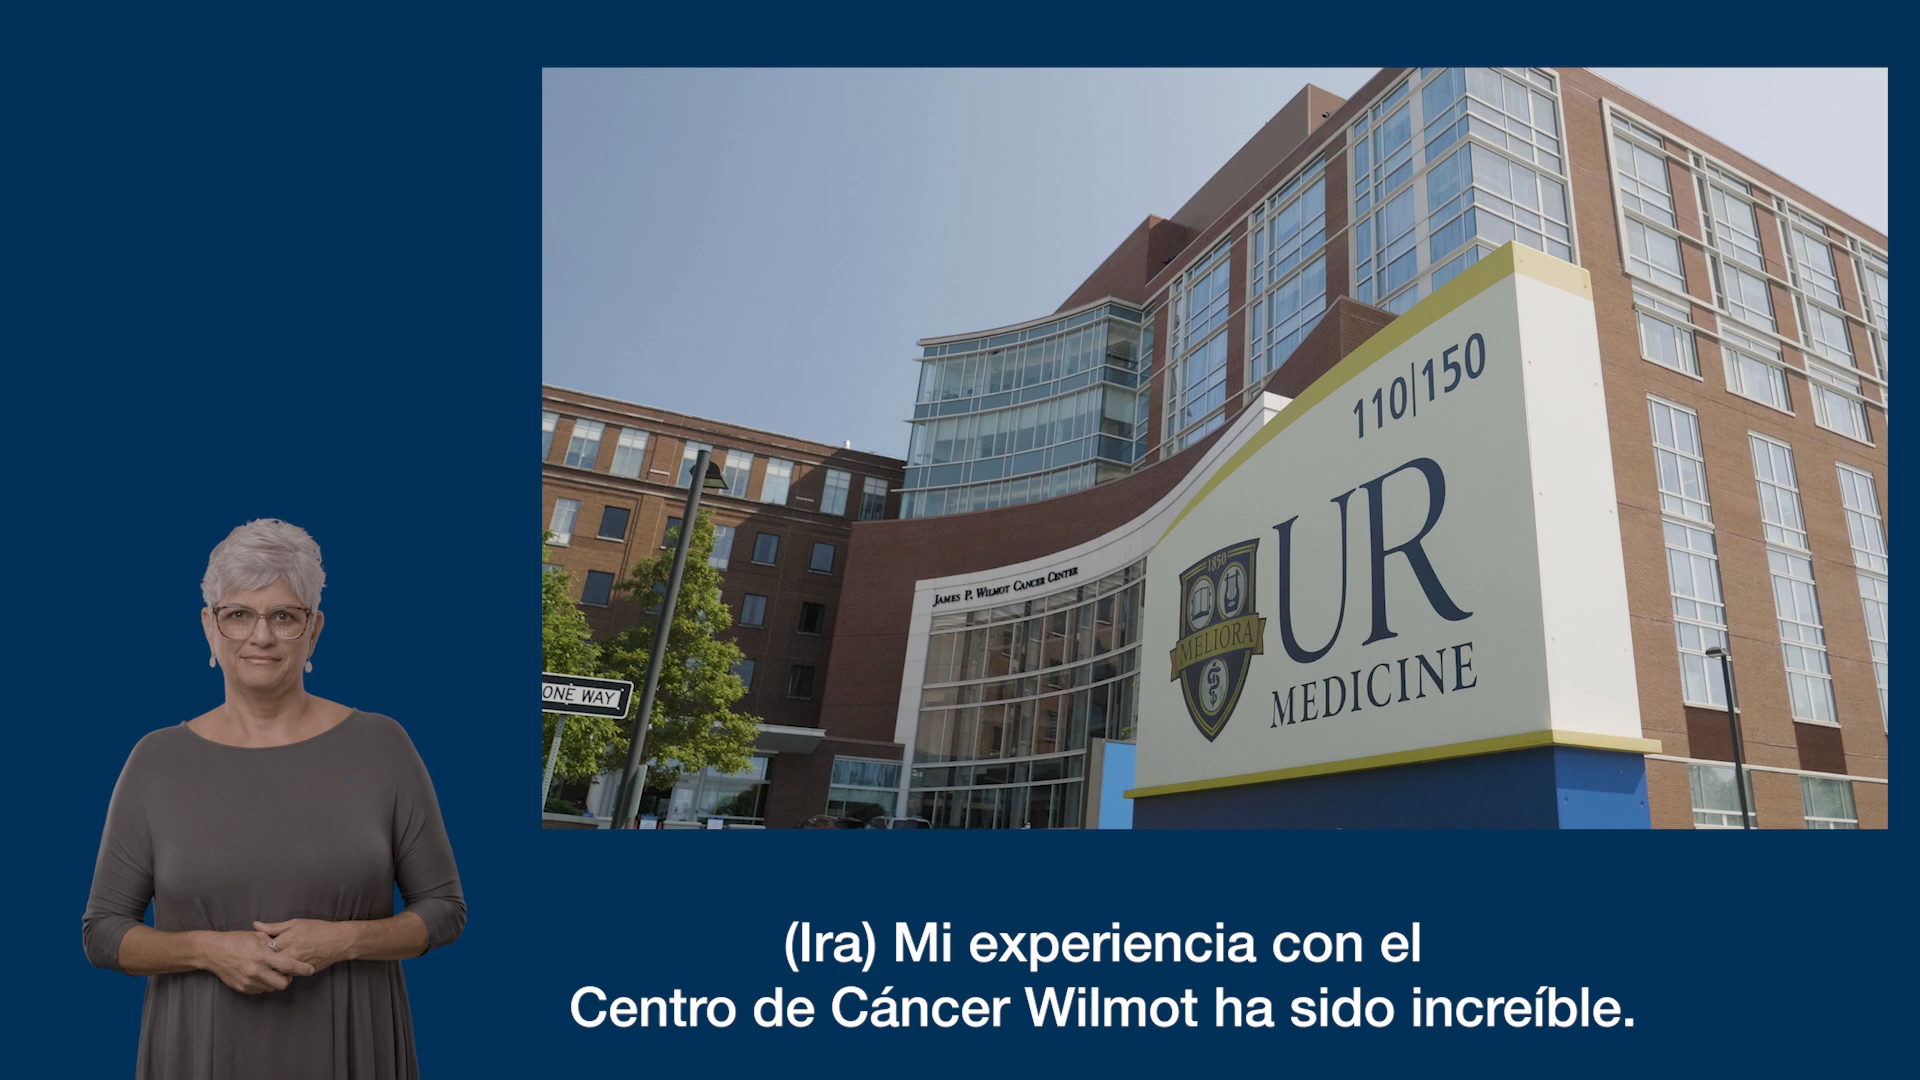 110|150
1850
MELIORA
UR
MEDICINE
JAMES P. WILMOT CANCER CENTER
ONE WAY
(Ira) Mi experiencia con el
Centro de Cáncer Wilmot ha sido increíble.